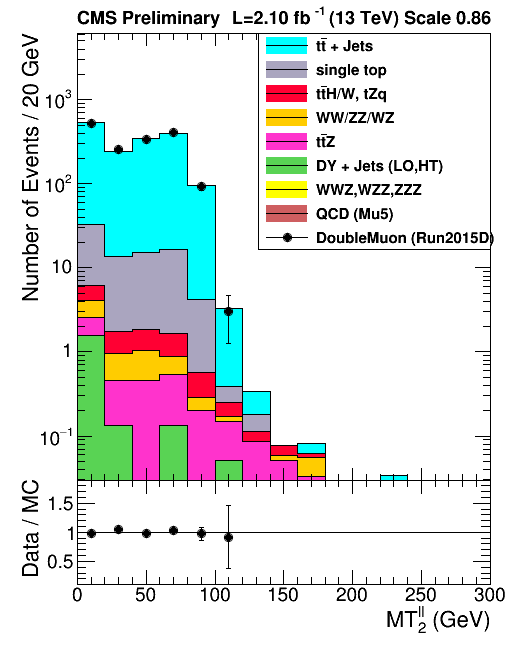 CMS Preliminary L=2.10 fb⁻¹ (13 TeV) Scale 0.86
Number of Events / 20 GeV
10³
10²
10
1
10⁻¹
tt̄ + Jets
single top
tt̄H/W, tZq
WW/ZZ/WZ
tt̄Z
DY + Jets (LO,HT)
WWZ,WZZ,ZZZ
QCD (Mu5)
DoubleMuon (Run2015D)
Data / MC
1.5
1
0.5
0 50 100 150 200 250 300
MT₂^|| (GeV)